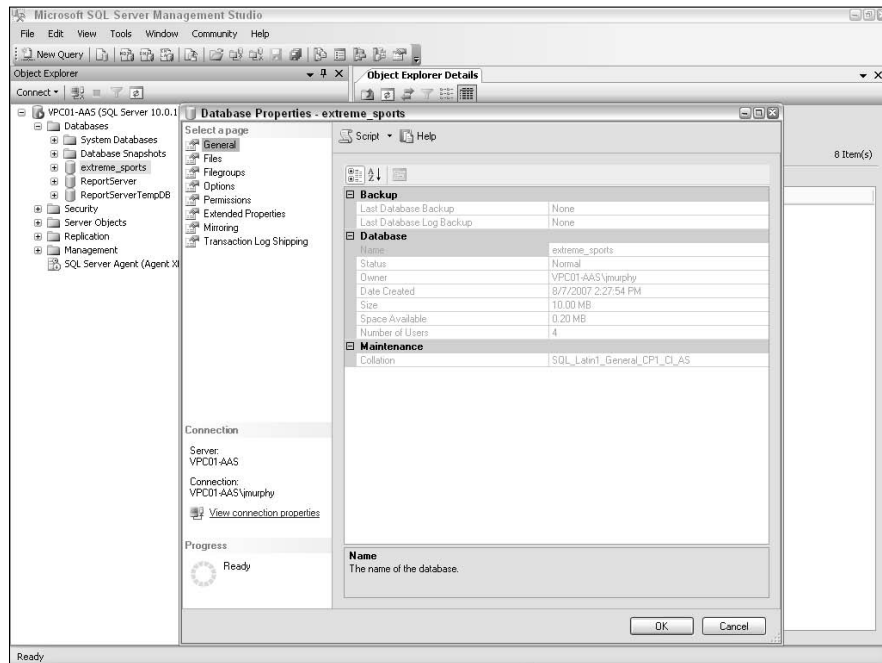 Microsoft SQL Server Management Studio
File Edit View Tools Window Community Help
New Query
Object Explorer
Object Explorer Details
Connect
VPC01-AAS (SQL Server 10.0.1
Databases
System Databases
Database Snapshots
extreme_sports
ReportServer
ReportServerTempDB
Security
Server Objects
Replication
Management
SQL Server Agent (Agent X
8 Item(s)
Database Properties - extreme_sports
Select a page
General
Files
Filegroups
Options
Permissions
Extended Properties
Mirroring
Transaction Log Shipping
Script Help
Backup
Last Database Backup None
Last Database Log Backup None
Database
Name extreme_sports
Status Normal
Owner VPC01-AAS\jmurphy
Date Created 8/7/2007 2:27:54 PM
Size 10.00 MB
Space Available 0.20 MB
Number of Users 4
Maintenance
Collation SQL_Latin1_General_CP1_CI_AS
Connection
Server:
VPC01-AAS
Connection:
VPC01-AAS\jmurphy
View connection properties
Progress
Ready
Name
The name of the database.
OK Cancel
Ready